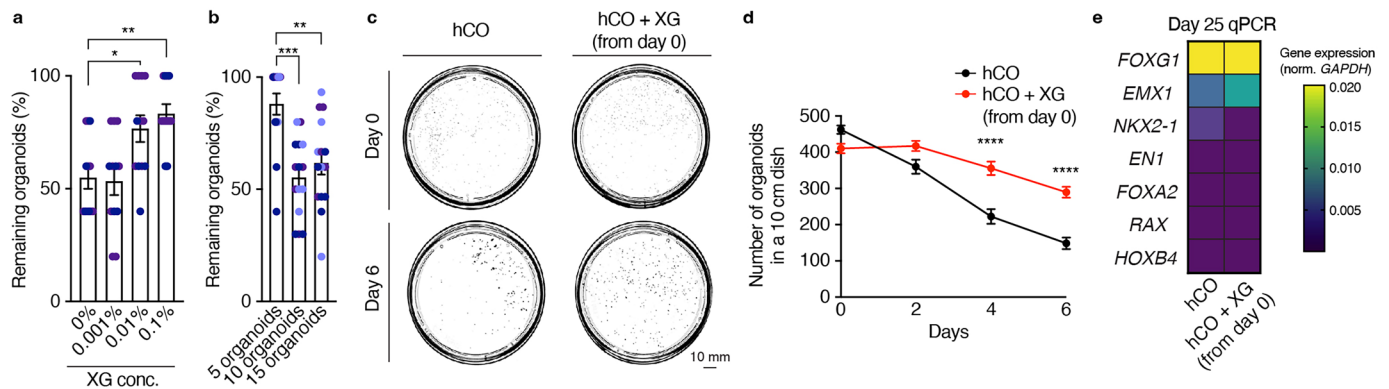 a
**
*
100
50
0
Remaining organoids (%)
0%
0.001%
0.01%
0.1%
XG conc.
b
**
***
100
50
0
Remaining organoids (%)
5 organoids
10 organoids
15 organoids
c
hCO
hCO + XG
(from day 0)
Day 0
Day 6
10 mm
d
hCO
hCO + XG
(from day 0)
500
400
300
200
100
0
Number of organoids
in a 10 cm dish
****
****
0
2
4
6
Days
e
Day 25 qPCR
FOXG1
EMX1
NKX2-1
EN1
FOXA2
RAX
HOXB4
hCO
hCO + XG
(from day 0)
Gene expression
(norm. GAPDH)
0.020
0.015
0.010
0.005